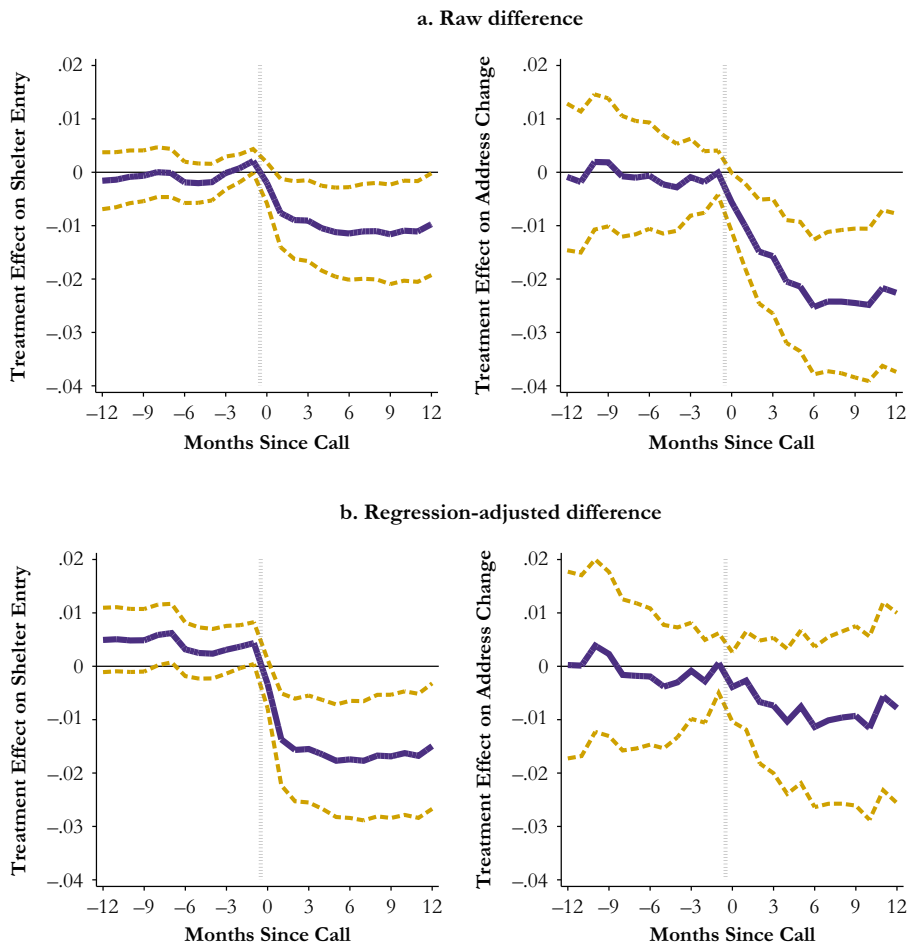 a. Raw difference
Treatment Effect on Shelter Entry
.02
.01
0
–.01
–.02
–.03
–.04
–12 –9 –6 –3 0 3 6 9 12
Months Since Call
Treatment Effect on Address Change
.02
.01
0
–.01
–.02
–.03
–.04
–12 –9 –6 –3 0 3 6 9 12
Months Since Call
b. Regression-adjusted difference
Treatment Effect on Shelter Entry
.02
.01
0
–.01
–.02
–.03
–.04
–12 –9 –6 –3 0 3 6 9 12
Months Since Call
Treatment Effect on Address Change
.02
.01
0
–.01
–.02
–.03
–.04
–12 –9 –6 –3 0 3 6 9 12
Months Since Call